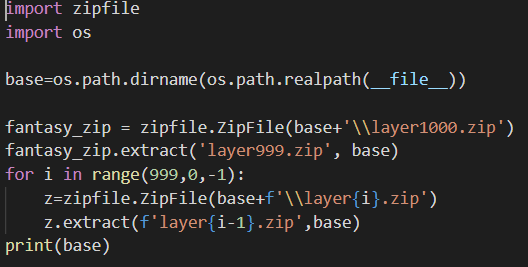 import zipfile
import os

base=os.path.dirname(os.path.realpath(__file__))

fantasy_zip = zipfile.ZipFile(base+'\\layer1000.zip')
fantasy_zip.extract('layer999.zip', base)
for i in range(999,0,-1):
    z=zipfile.ZipFile(base+f'\\layer{i}.zip')
    z.extract(f'layer{i-1}.zip',base)
print(base)